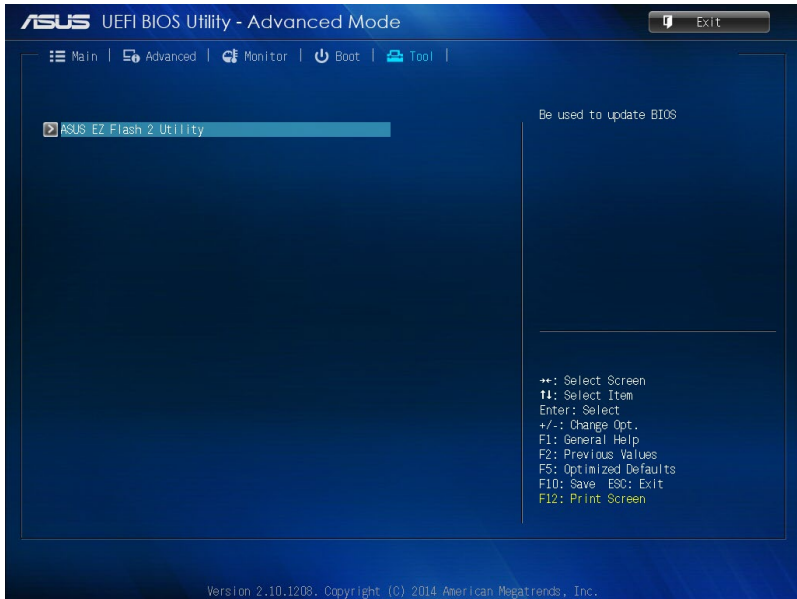 ASUS UEFI BIOS Utility - Advanced Mode
Exit
Main | Advanced | Monitor | Boot | Tool |
Be used to update BIOS
ASUS EZ Flash 2 Utility
→←: Select Screen
↑↓: Select Item
Enter: Select
+/-: Change Opt.
F1: General Help
F2: Previous Values
F5: Optimized Defaults
F10: Save ESC: Exit
F12: Print Screen
Version 2.10.1208. Copyright (C) 2014 American Megatrends, Inc.